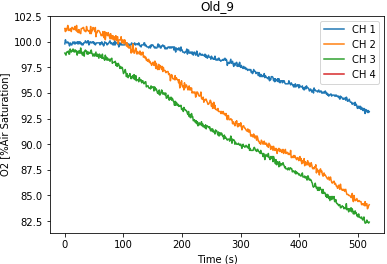 Old_9
O2 [%Air Saturation]
102.5
100.0
97.5
95.0
92.5
90.0
87.5
85.0
82.5
CH 1
CH 2
CH 3
CH 4
0 100 200 300 400 500
Time (s)